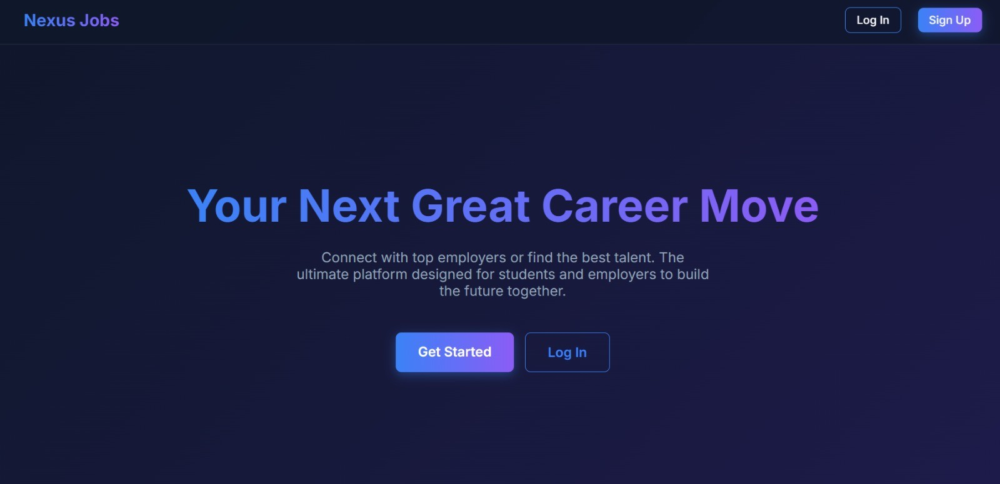 Nexus Jobs
Log In
Sign Up
Your Next Great Career Move
Connect with top employers or find the best talent. The
ultimate platform designed for students and employers to build
the future together.
Get Started
Log In